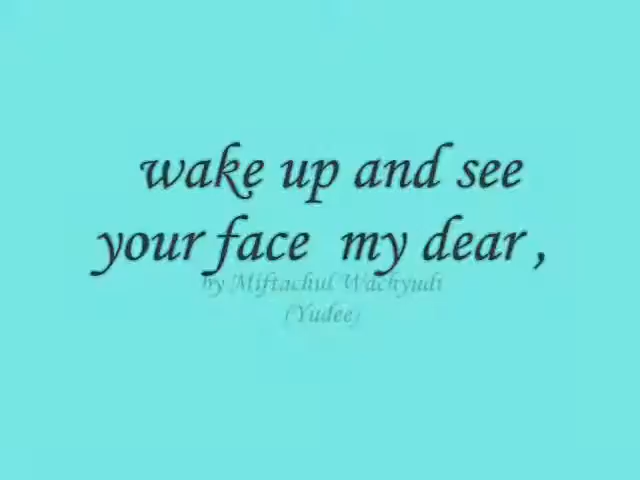 wake up and see
your face my dear ,
by Miftachul Wachyudi
(Yudee)